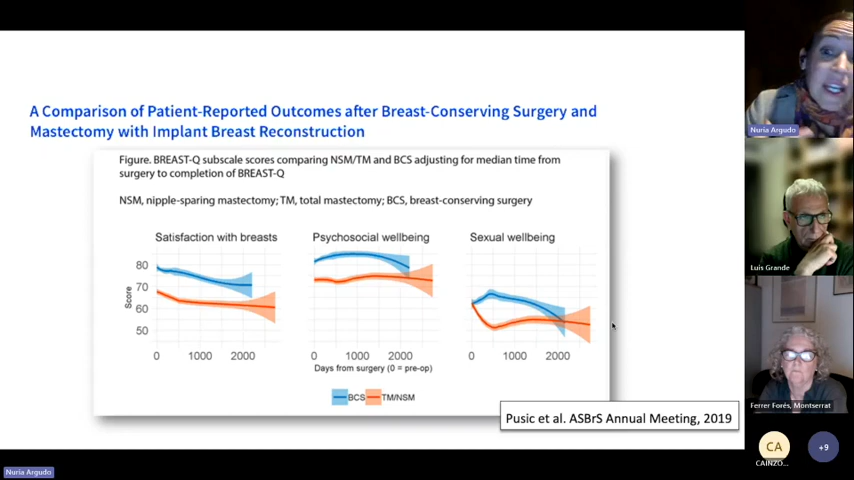 A Comparison of Patient-Reported Outcomes after Breast-Conserving Surgery and
Mastectomy with Implant Breast Reconstruction
Figure. BREAST-Q subscale scores comparing NSM/TM and BCS adjusting for median time from
surgery to completion of BREAST-Q
NSM, nipple-sparing mastectomy; TM, total mastectomy; BCS, breast-conserving surgery
Satisfaction with breasts
Psychosocial wellbeing
Sexual wellbeing
Score
80
70
60
50
0 1000 2000
0 1000 2000
0 1000 2000
Days from surgery (0 = pre-op)
BCS TM/NSM
Pusic et al. ASBrS Annual Meeting, 2019
Nuria Argudo
Luis Grande
Ferrer Forés, Montserrat
CA
CAINZO...
+9
Nuria Argudo